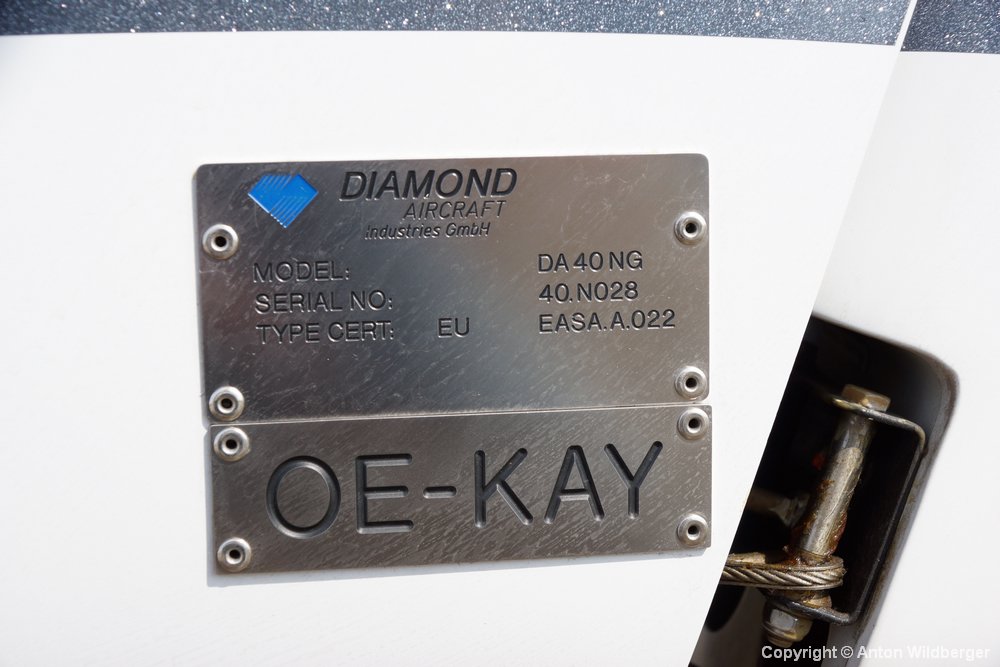 DIAMOND
AIRCRAFT
Industries GmbH
MODEL: DA 40 NG
SERIAL NO: 40.N028
TYPE CERT: EU EASA.A.022
OE-KAY
Copyright © Anton Wildberger